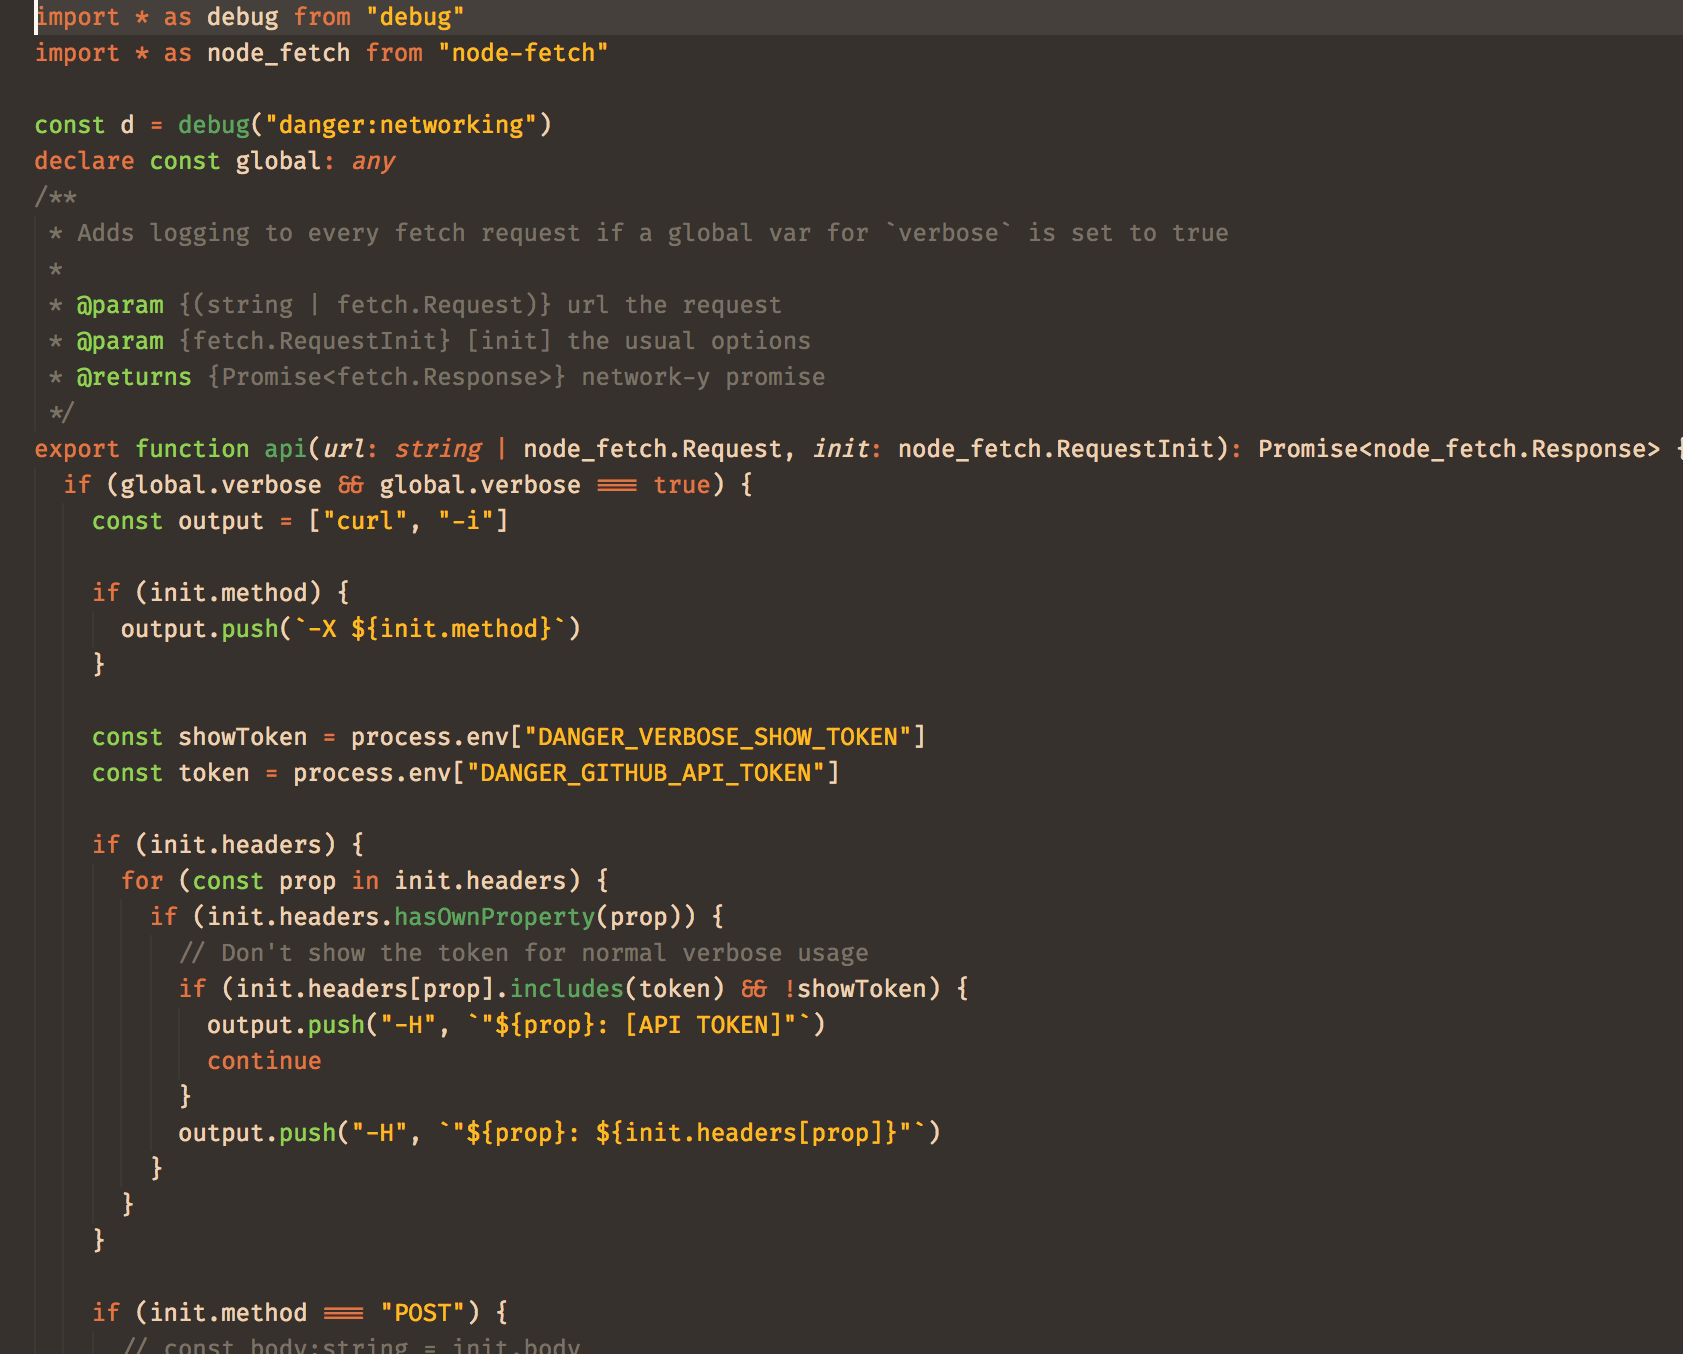 import * as debug from "debug"
import * as node_fetch from "node-fetch"

const d = debug("danger:networking")
declare const global: any
/**
 * Adds logging to every fetch request if a global var for `verbose` is set to true
 *
 * @param {(string | fetch.Request)} url the request
 * @param {fetch.RequestInit} [init] the usual options
 * @returns {Promise<fetch.Response>} network-y promise
 */
export function api(url: string | node_fetch.Request, init: node_fetch.RequestInit): Promise<node_fetch.Response> {
  if (global.verbose && global.verbose === true) {
    const output = ["curl", "-i"]

    if (init.method) {
      output.push(`-X ${init.method}`)
    }

    const showToken = process.env["DANGER_VERBOSE_SHOW_TOKEN"]
    const token = process.env["DANGER_GITHUB_API_TOKEN"]

    if (init.headers) {
      for (const prop in init.headers) {
        if (init.headers.hasOwnProperty(prop)) {
          // Don't show the token for normal verbose usage
          if (init.headers[prop].includes(token) && !showToken) {
            output.push("-H", `"${prop}: [API TOKEN]"`)
            continue
          }
          output.push("-H", `"${prop}: ${init.headers[prop]}"`)
        }
      }
    }

    if (init.method === "POST") {
      // const body:string = init.body